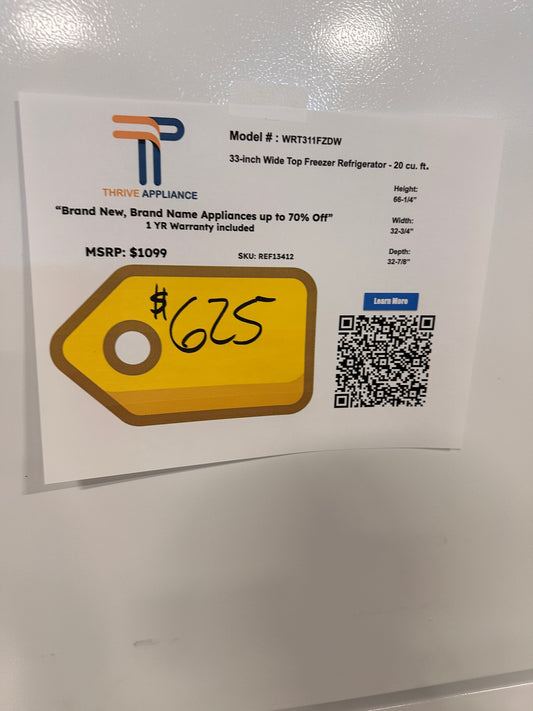 THRIVE APPLIANCE
Model # : WRT311FZDW
33-inch Wide Top Freezer Refrigerator - 20 cu. ft.
Height:
66-1/4"
Width:
32-3/4"
Depth:
32-7/8"
“Brand New, Brand Name Appliances up to 70% Off”
1 YR Warranty included
MSRP: $1099
SKU: REF13412
$625
Learn More